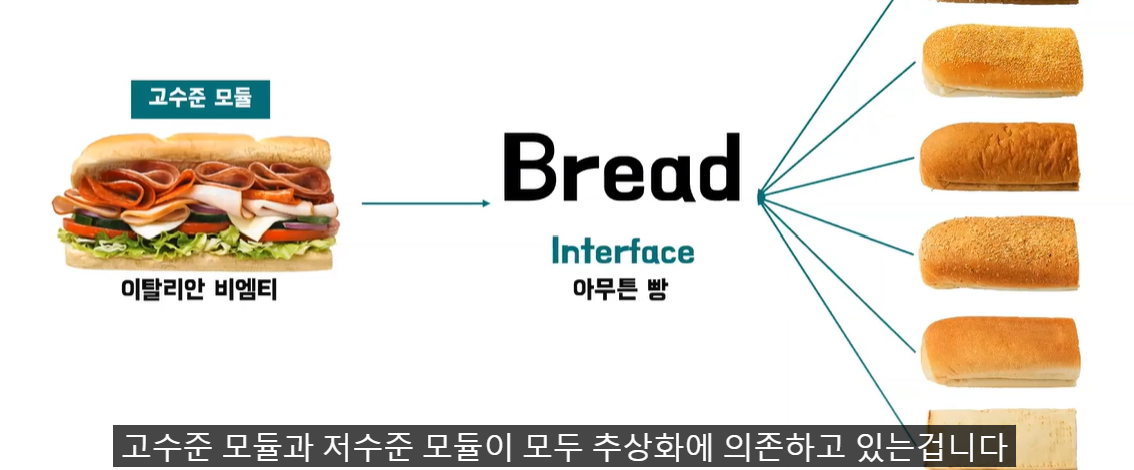 고수준 모듈
Bread
Interface
아무튼 빵
이탈리안 비엠티
고수준 모듈과 저수준 모듈이 모두 추상화에 의존하고 있는겁니다